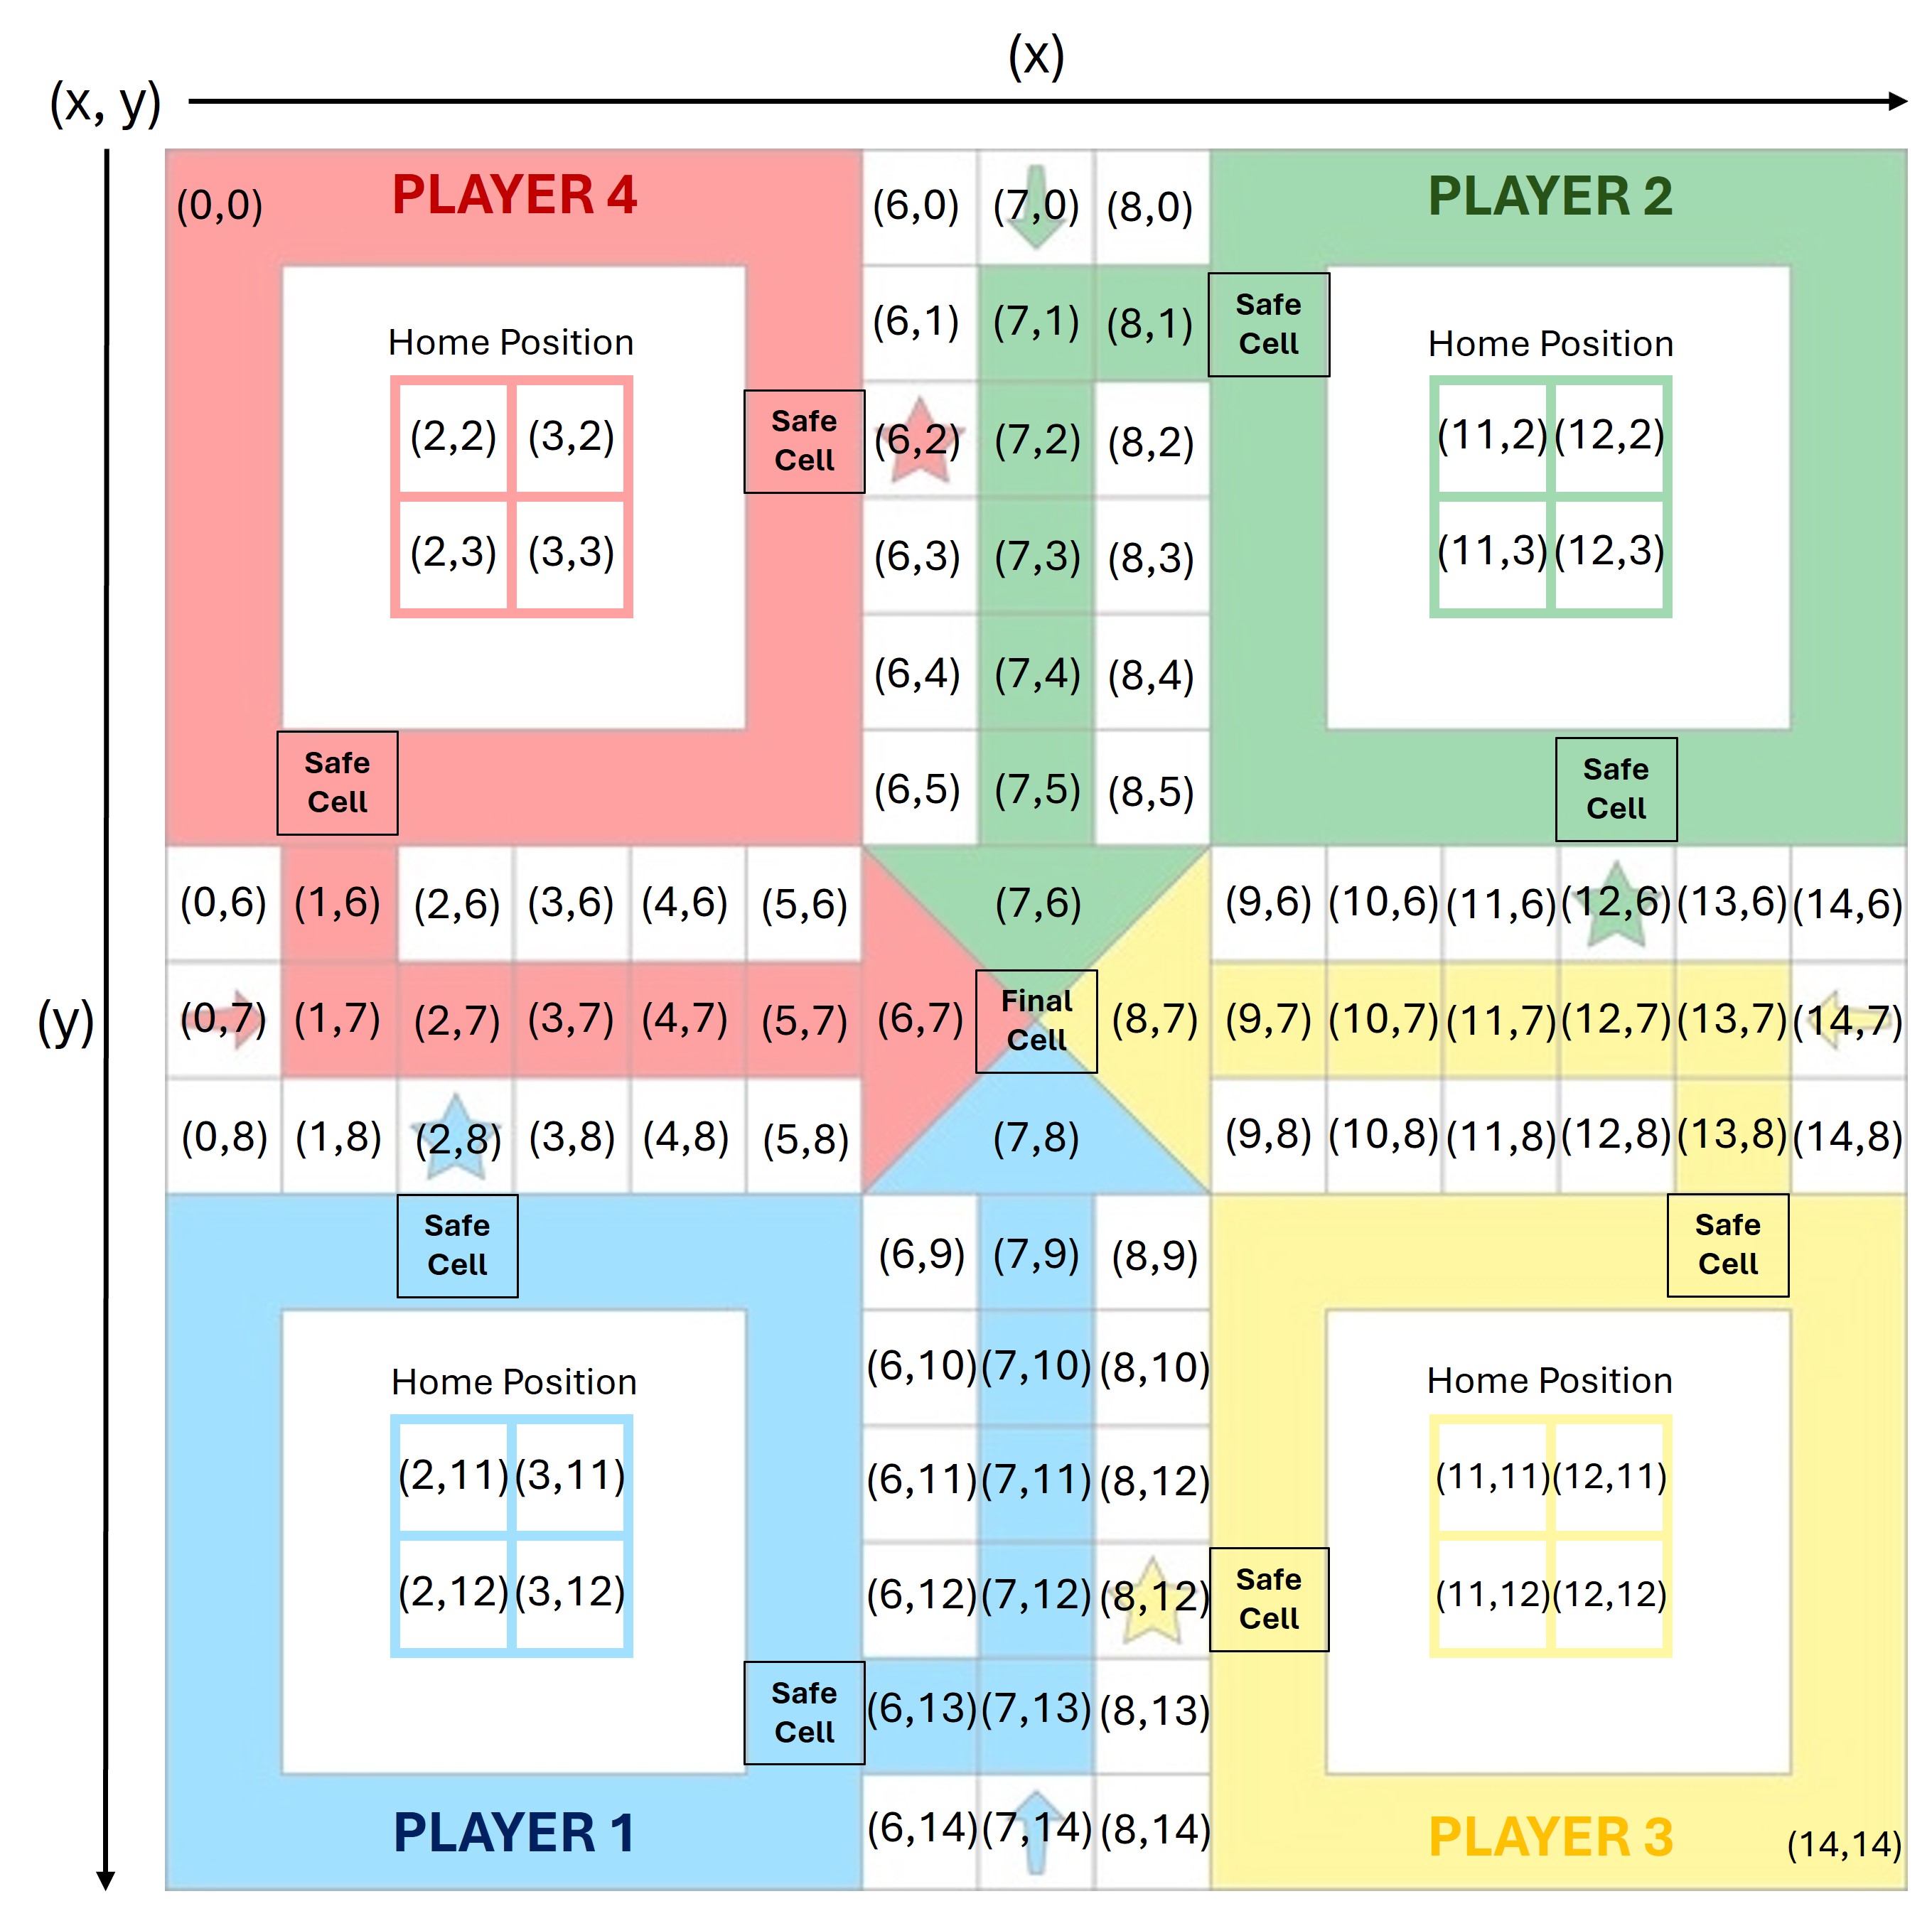 (x)
(x, y)
(0,0) PLAYER 4 (6,0) (7,0) (8,0) PLAYER 2
(6,1) (7,1) (8,1) Safe
Cell
Home Position Home Position
Safe
Cell
(2,2) (3,2) (6,2) (7,2) (8,2) (11,2) (12,2)
(2,3) (3,3) (6,3) (7,3) (8,3) (11,3) (12,3)
(6,4) (7,4) (8,4)
Safe
Cell
(6,5) (7,5) (8,5)
Safe
Cell
(0,6) (1,6) (2,6) (3,6) (4,6) (5,6) (7,6) (9,6) (10,6) (11,6) (12,6) (13,6) (14,6)
(y) (0,7) (1,7) (2,7) (3,7) (4,7) (5,7) (6,7) Final
Cell
(8,7) (9,7) (10,7) (11,7) (12,7) (13,7) (14,7)
(0,8) (1,8) (2,8) (3,8) (4,8) (5,8) (7,8) (9,8) (10,8) (11,8) (12,8) (13,8) (14,8)
Safe
Cell
(6,9) (7,9) (8,9)
Safe
Cell
Home Position (6,10) (7,10) (8,10) Home Position
(2,11) (3,11) (6,11) (7,11) (8,12) (11,11) (12,11)
(2,12) (3,12) (6,12) (7,12) (8,12) Safe
Cell
(11,12) (12,12)
Safe
Cell
(6,13) (7,13) (8,13)
PLAYER 1 (6,14) (7,14) (8,14) PLAYER 3 (14,14)